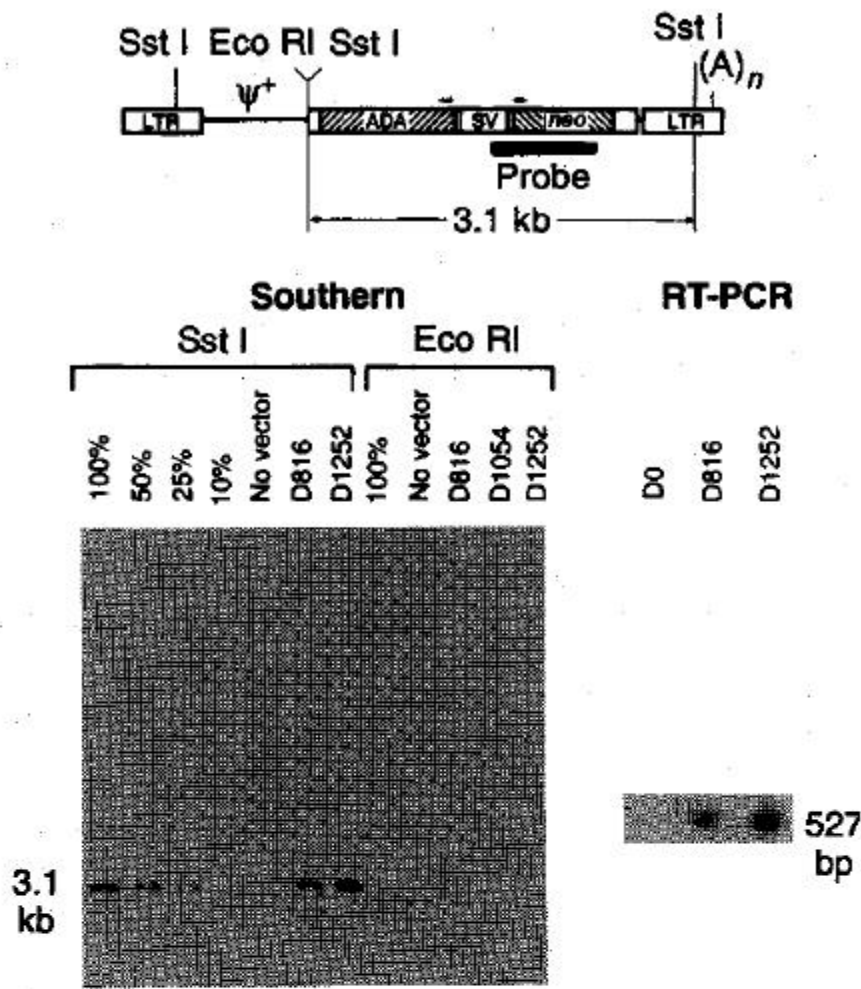 Sst I Eco RI Sst I Sst I
ψ+ (A)n
LTR ADA SV neo LTR
Probe
3.1 kb
Southern RT-PCR
Sst I Eco RI
100% 50% 25% 10% No vector D816 D1252 100% No vector D816 D1054 D1252 D0 D816 D1252
527
bp
3.1
kb